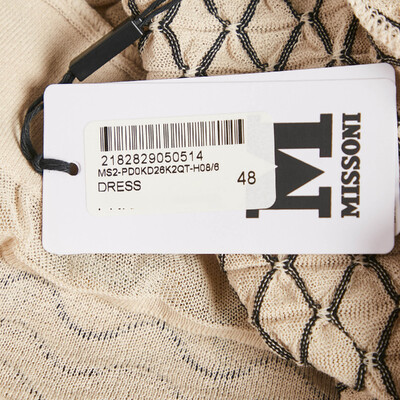 2182829050514
MS2-PD0KD26K2QT-H08/6
DRESS 48
M
MISSONI